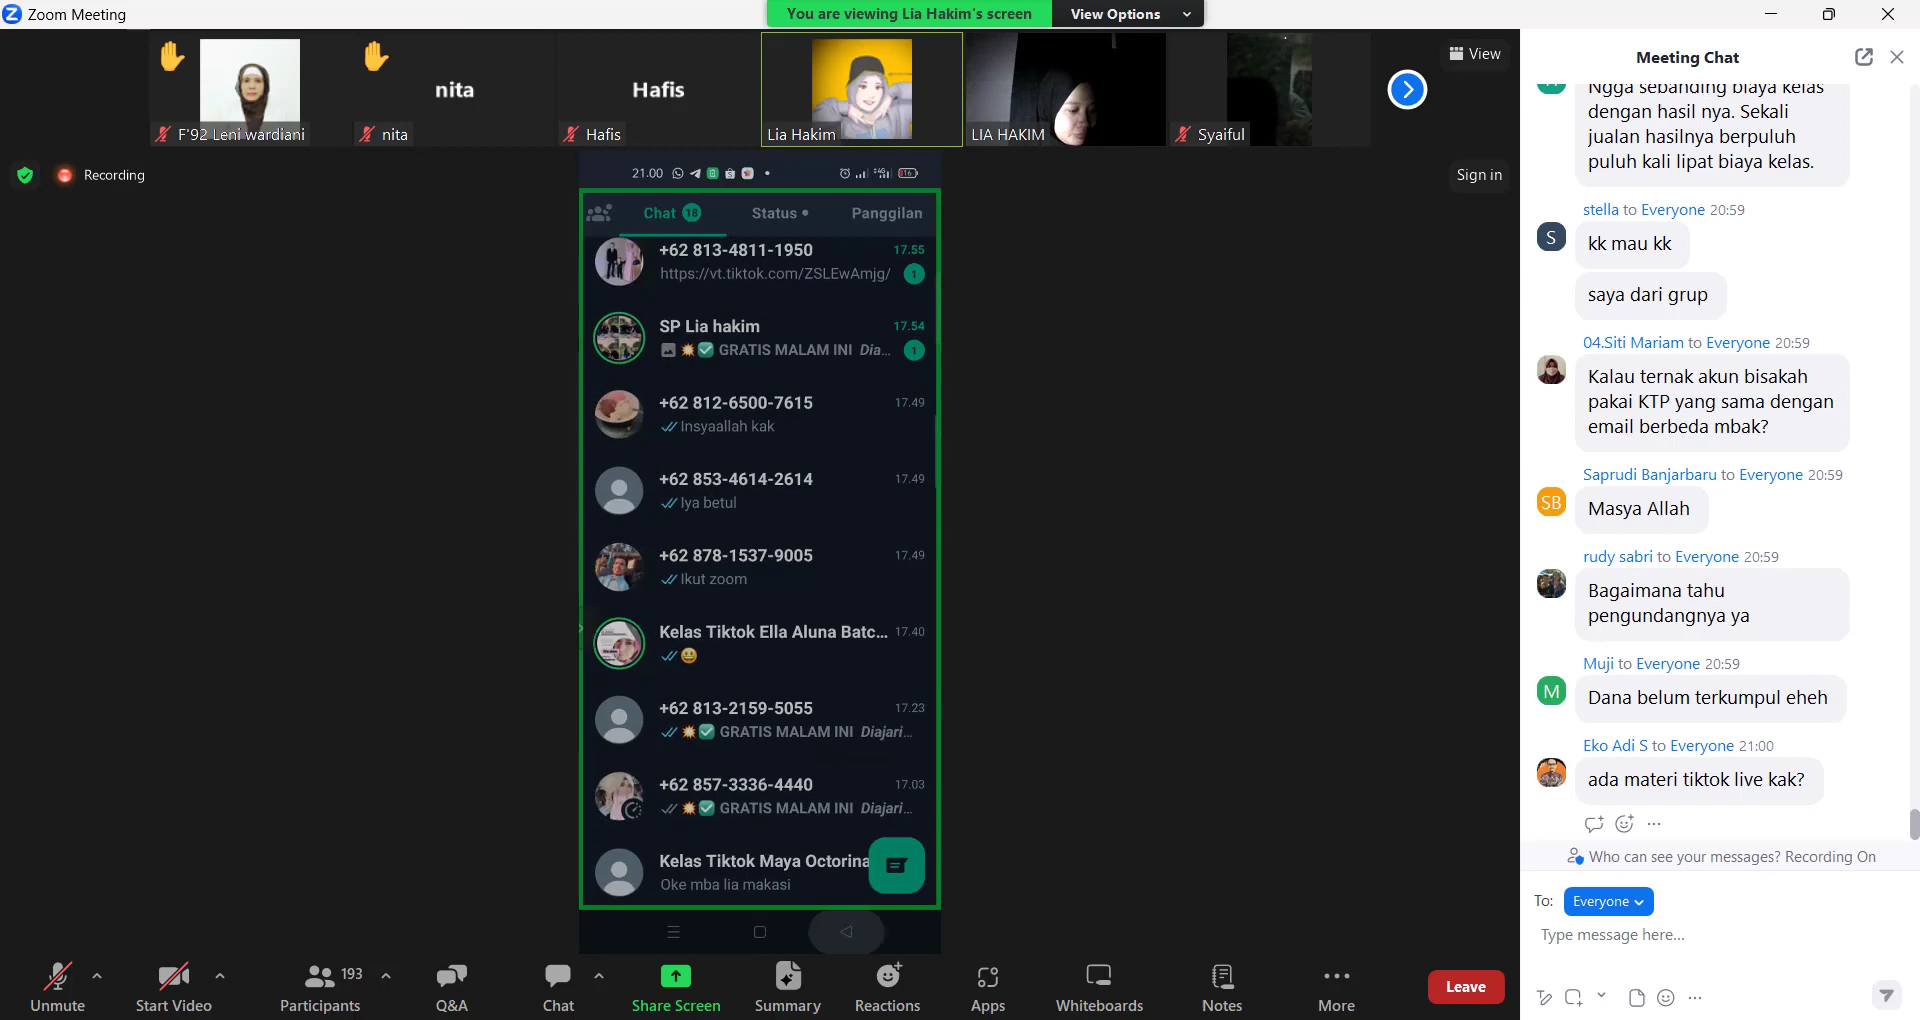 Zoom Meeting
You are viewing Lia Hakim's screen
View Options
F'92 Leni wardiani
nita
nita
Hafis
Hafis
Lia Hakim
LIA HAKIM
Syaiful
View
Recording
Sign in
21.00
Chat 18
Status
Panggilan
+62 813-4811-1950 17.55
https://vt.tiktok.com/ZSLEwAmjg/ 1
SP Lia hakim 17.54
GRATIS MALAM INI Dia... 1
+62 812-6500-7615 17.49
Insyaallah kak
+62 853-4614-2614 17.49
Iya betul
+62 878-1537-9005 17.49
Ikut zoom
Kelas Tiktok Ella Aluna Batc... 17.40
+62 813-2159-5055 17.23
GRATIS MALAM INI Diajari...
+62 857-3336-4440 17.03
GRATIS MALAM INI Diajari...
Kelas Tiktok Maya Octorina
Oke mba lia makasi
Meeting Chat
Ngga sebanding biaya kelas
dengan hasil nya. Sekali
jualan hasilnya berpuluh
puluh kali lipat biaya kelas.
stella to Everyone 20:59
S
kk mau kk
saya dari grup
04.Siti Mariam to Everyone 20:59
Kalau ternak akun bisakah
pakai KTP yang sama dengan
email berbeda mbak?
Saprudi Banjarbaru to Everyone 20:59
SB
Masya Allah
rudy sabri to Everyone 20:59
Bagaimana tahu
pengundangnya ya
Muji to Everyone 20:59
M
Dana belum terkumpul eheh
Eko Adi S to Everyone 21:00
ada materi tiktok live kak?
Who can see your messages? Recording On
To: Everyone
Type message here...
Unmute
Start Video
193
Participants
Q&A
Chat
Share Screen
Summary
Reactions
Apps
Whiteboards
Notes
More
Leave